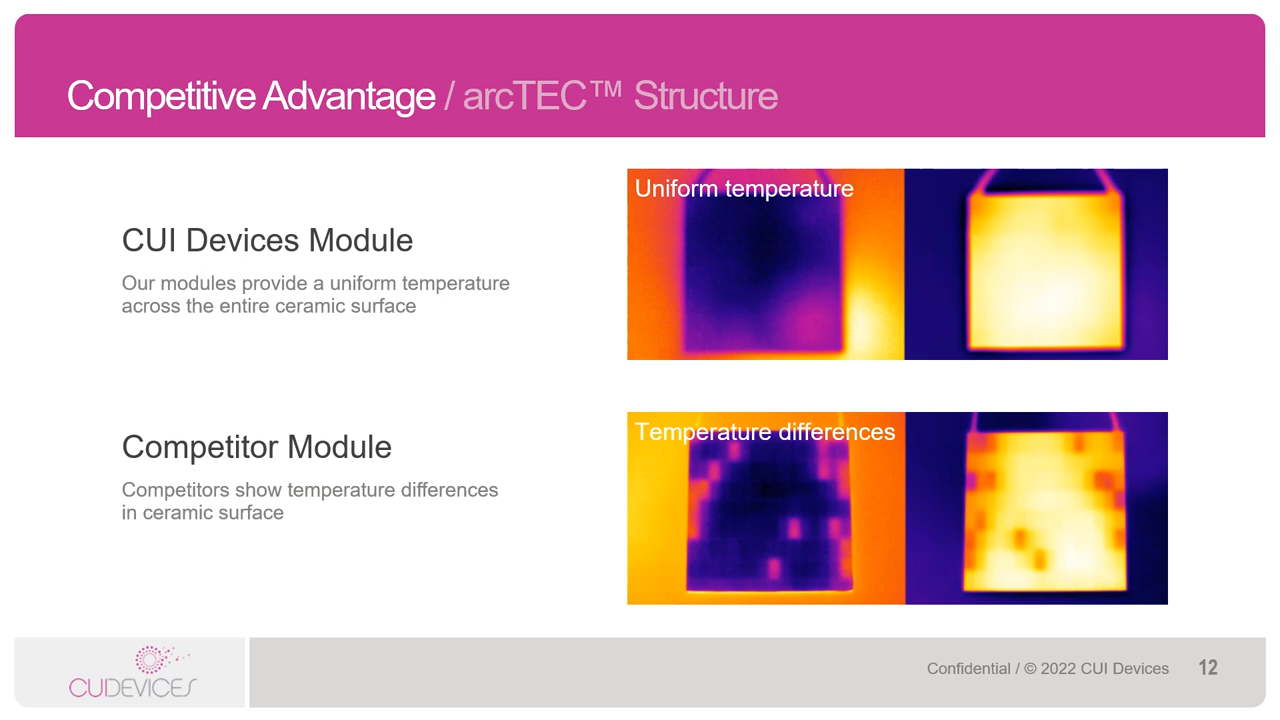 Competitive Advantage / arcTEC™ Structure
Uniform temperature
CUI Devices Module
Our modules provide a uniform temperature
across the entire ceramic surface
Temperature differences
Competitor Module
Competitors show temperature differences
in ceramic surface
CUIDEVICES
Confidential / © 2022 CUI Devices 12